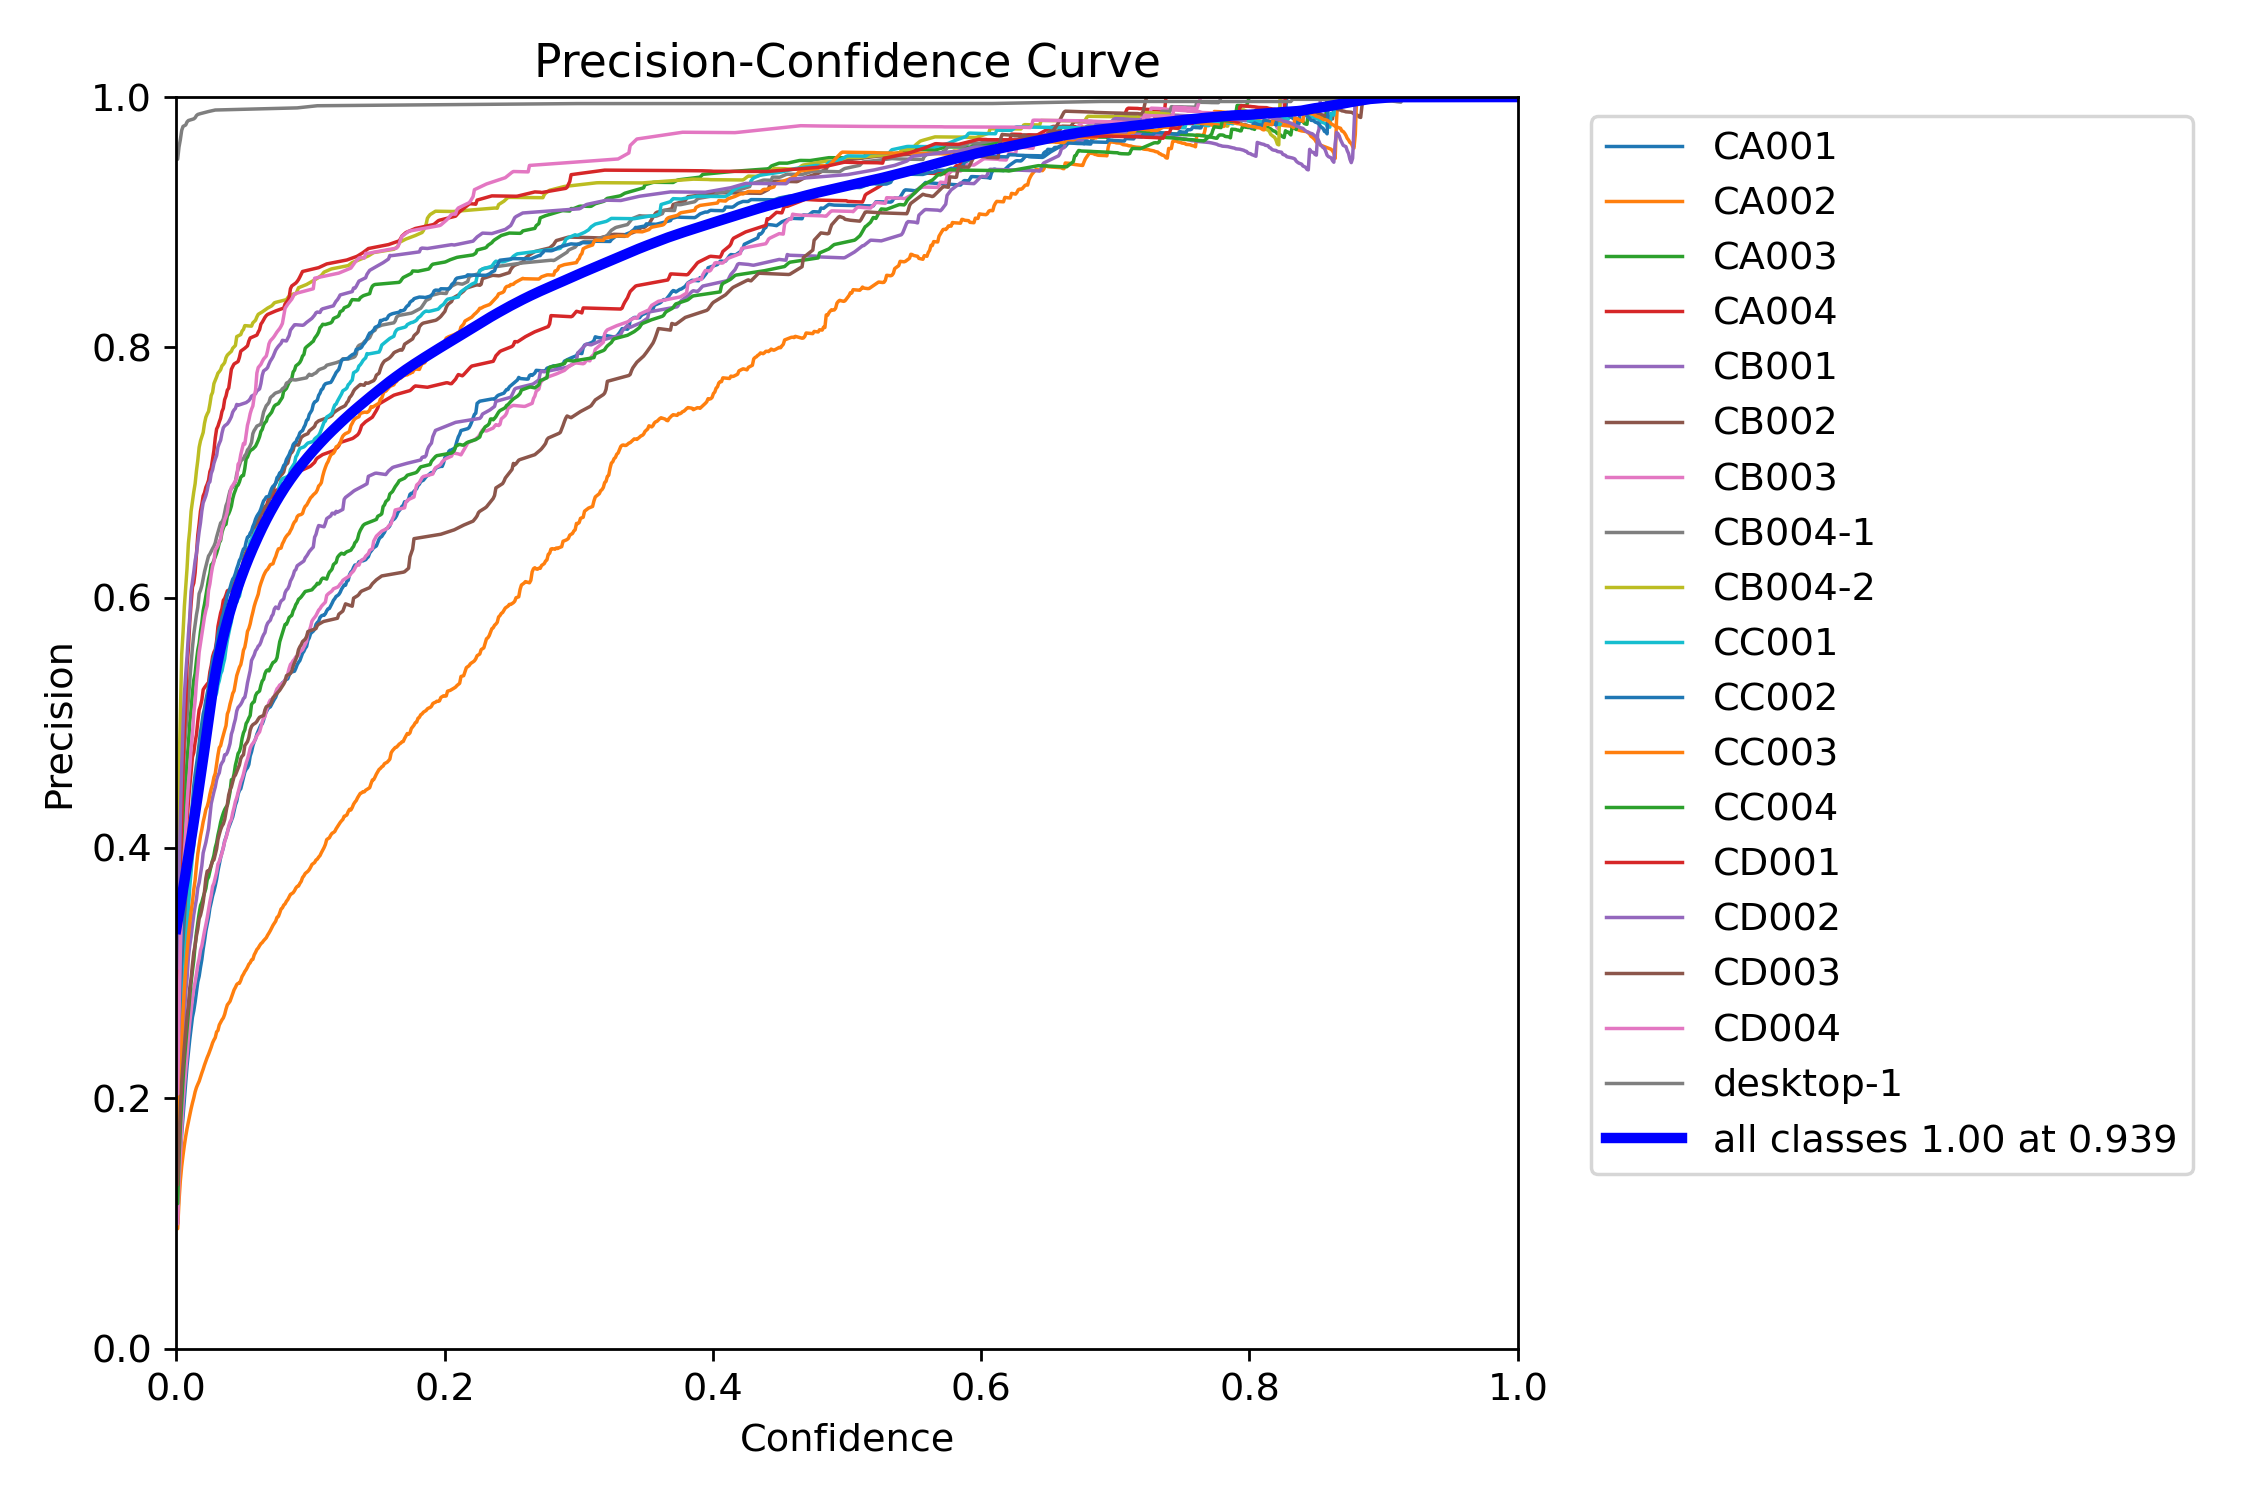 Precision-Confidence Curve
1.0
0.8
0.6
0.4
0.2
0.0
Precision
0.0 0.2 0.4 0.6 0.8 1.0
Confidence
CA001
CA002
CA003
CA004
CB001
CB002
CB003
CB004-1
CB004-2
CC001
CC002
CC003
CC004
CD001
CD002
CD003
CD004
desktop-1
all classes 1.00 at 0.939